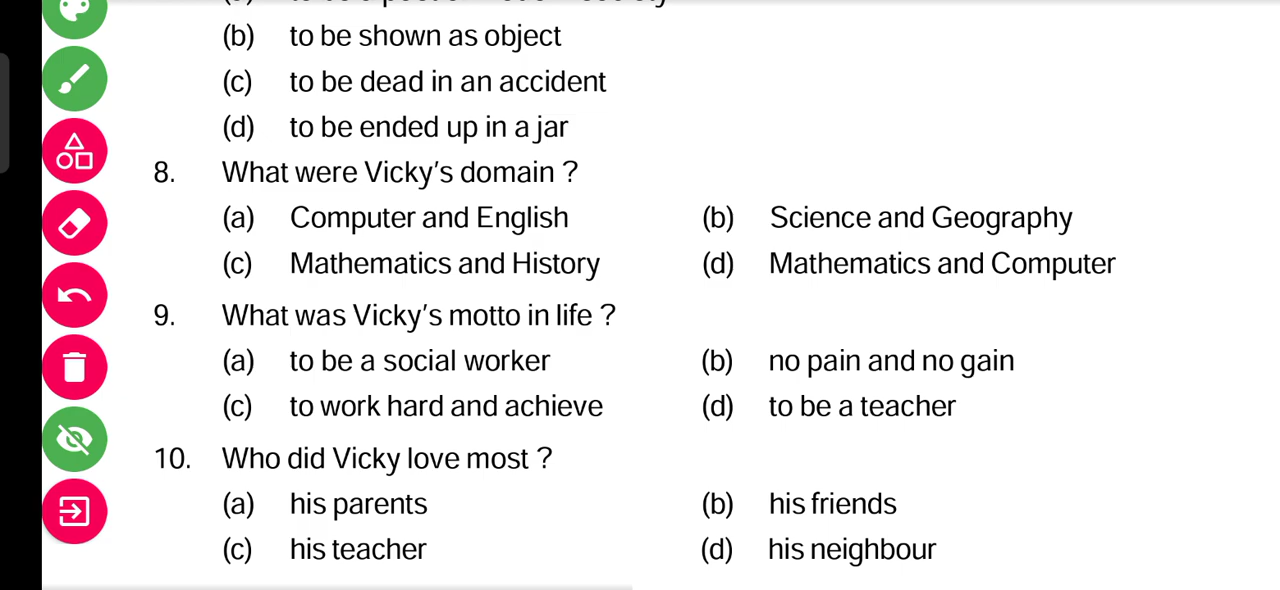 (b) to be shown as object
(c) to be dead in an accident
(d) to be ended up in a jar
8. What were Vicky's domain ?
(a) Computer and English (b) Science and Geography
(c) Mathematics and History (d) Mathematics and Computer
9. What was Vicky's motto in life ?
(a) to be a social worker (b) no pain and no gain
(c) to work hard and achieve (d) to be a teacher
10. Who did Vicky love most ?
(a) his parents (b) his friends
(c) his teacher (d) his neighbour